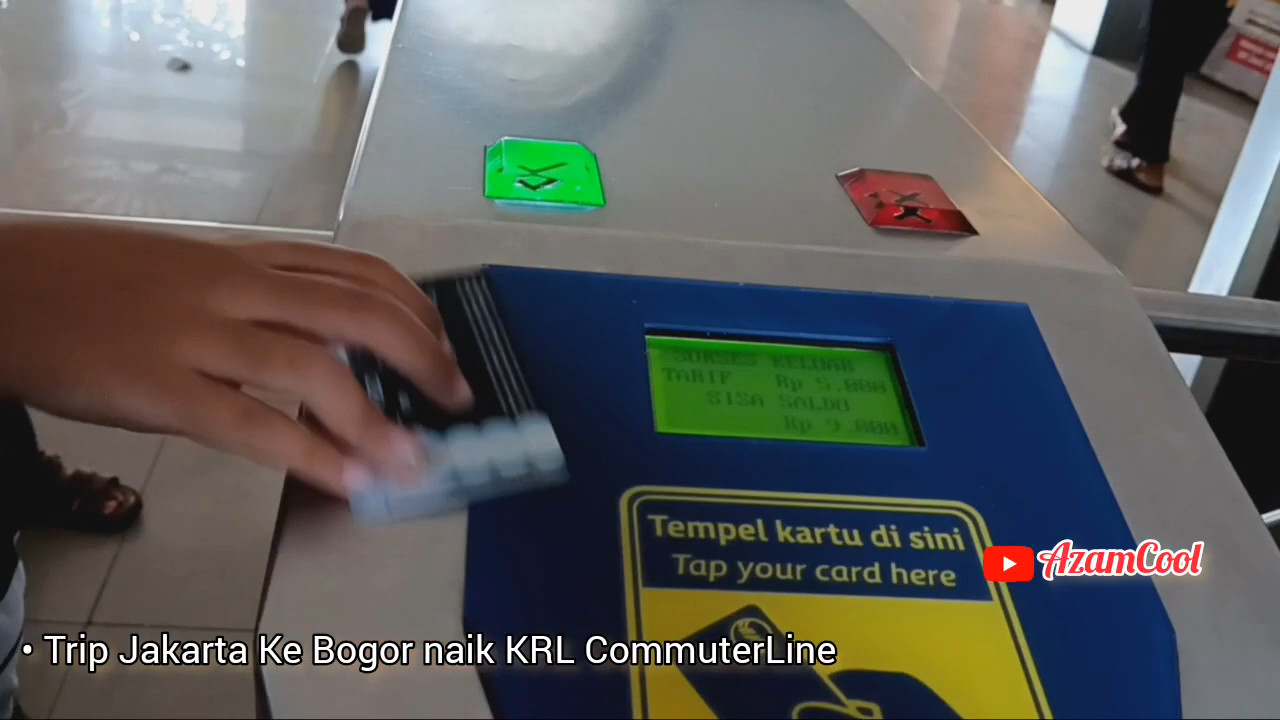 SUKSES KELUAR
TARIF Rp 5.000
SISA SALDO
Rp 9.000
Tempel kartu di sini
Tap your card here
AzamCool
• Trip Jakarta Ke Bogor naik KRL CommuterLine